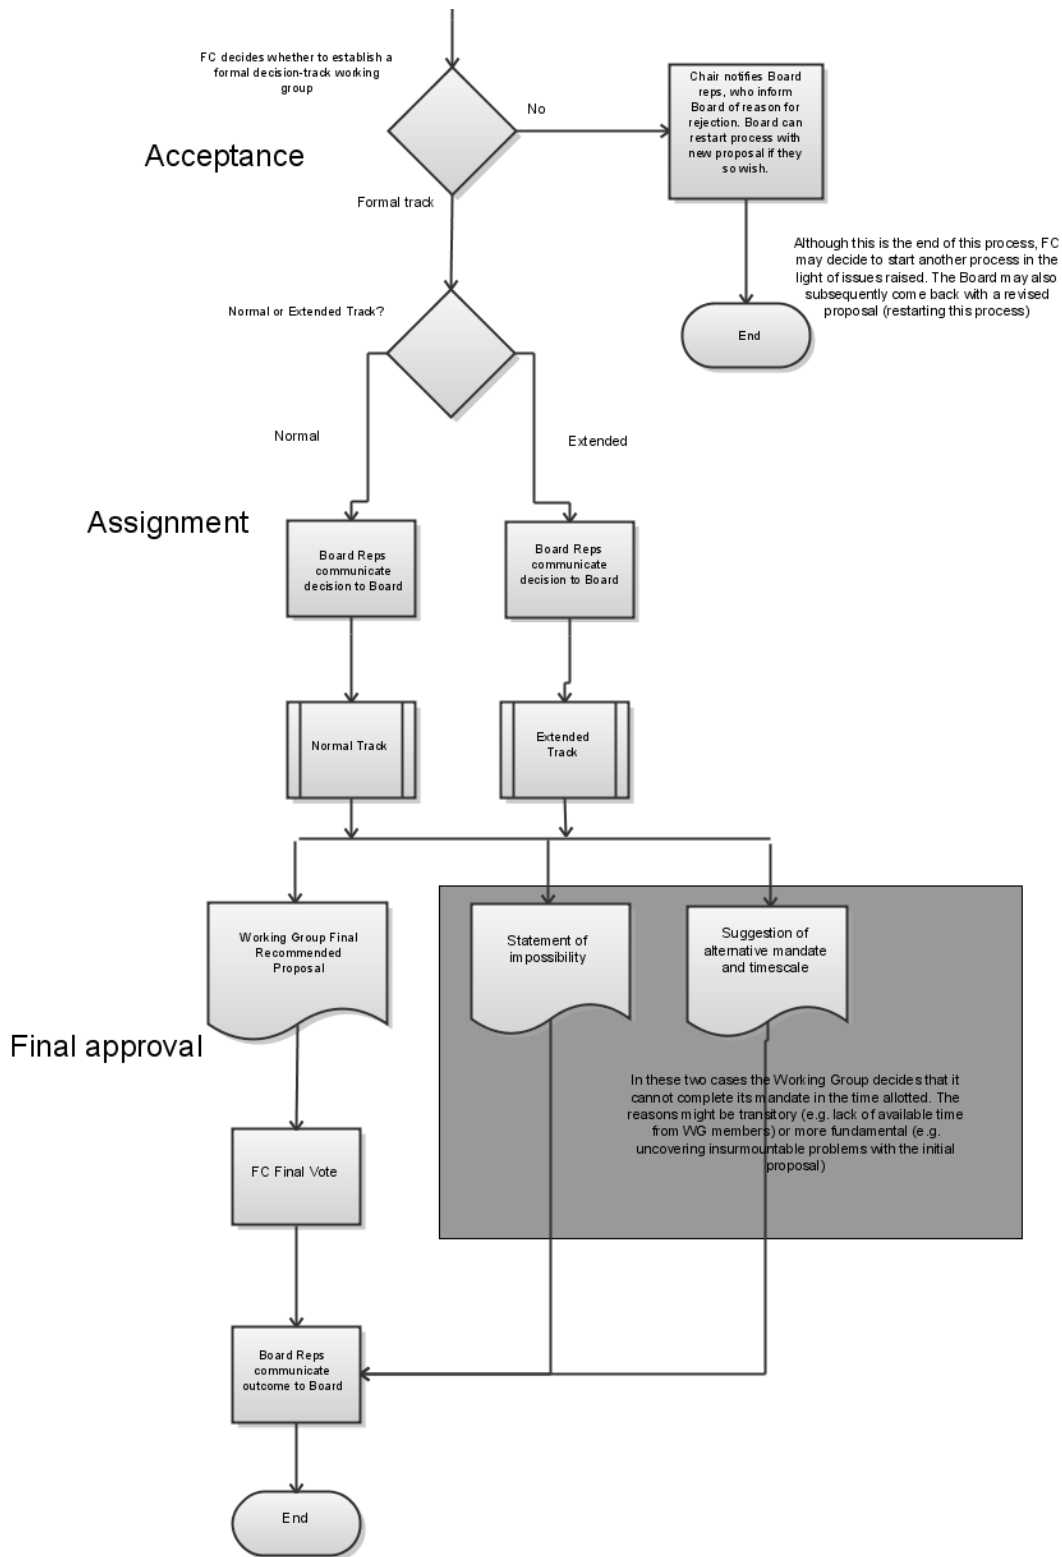 FC decides whether to establish a
formal decision-track working
group
No
Chair notifies Board
reps, who inform
Board of reason for
rejection. Board can
restart process with
new proposal if they
so wish.
Acceptance
Formal track
Although this is the end of this process, FC
may decide to start another process in the
light of issues raised. The Board may also
subsequently come back with a revised
proposal (restarting this process)
Normal or Extended Track?
End
Normal
Extended
Assignment
Board Reps
communicate
decision to Board
Board Reps
communicate
decision to Board
Normal Track
Extended
Track
Working Group Final
Recommended
Proposal
Statement of
impossibility
Suggestion of
alternative mandate
and timescale
Final approval
In these two cases the Working Group decides that it
cannot complete its mandate in the time allotted. The
reasons might be transitory (e.g. lack of available time
from WG members) or more fundamental (e.g.
uncovering insurmountable problems with the initial
proposal)
FC Final Vote
Board Reps
communicate
outcome to Board
End